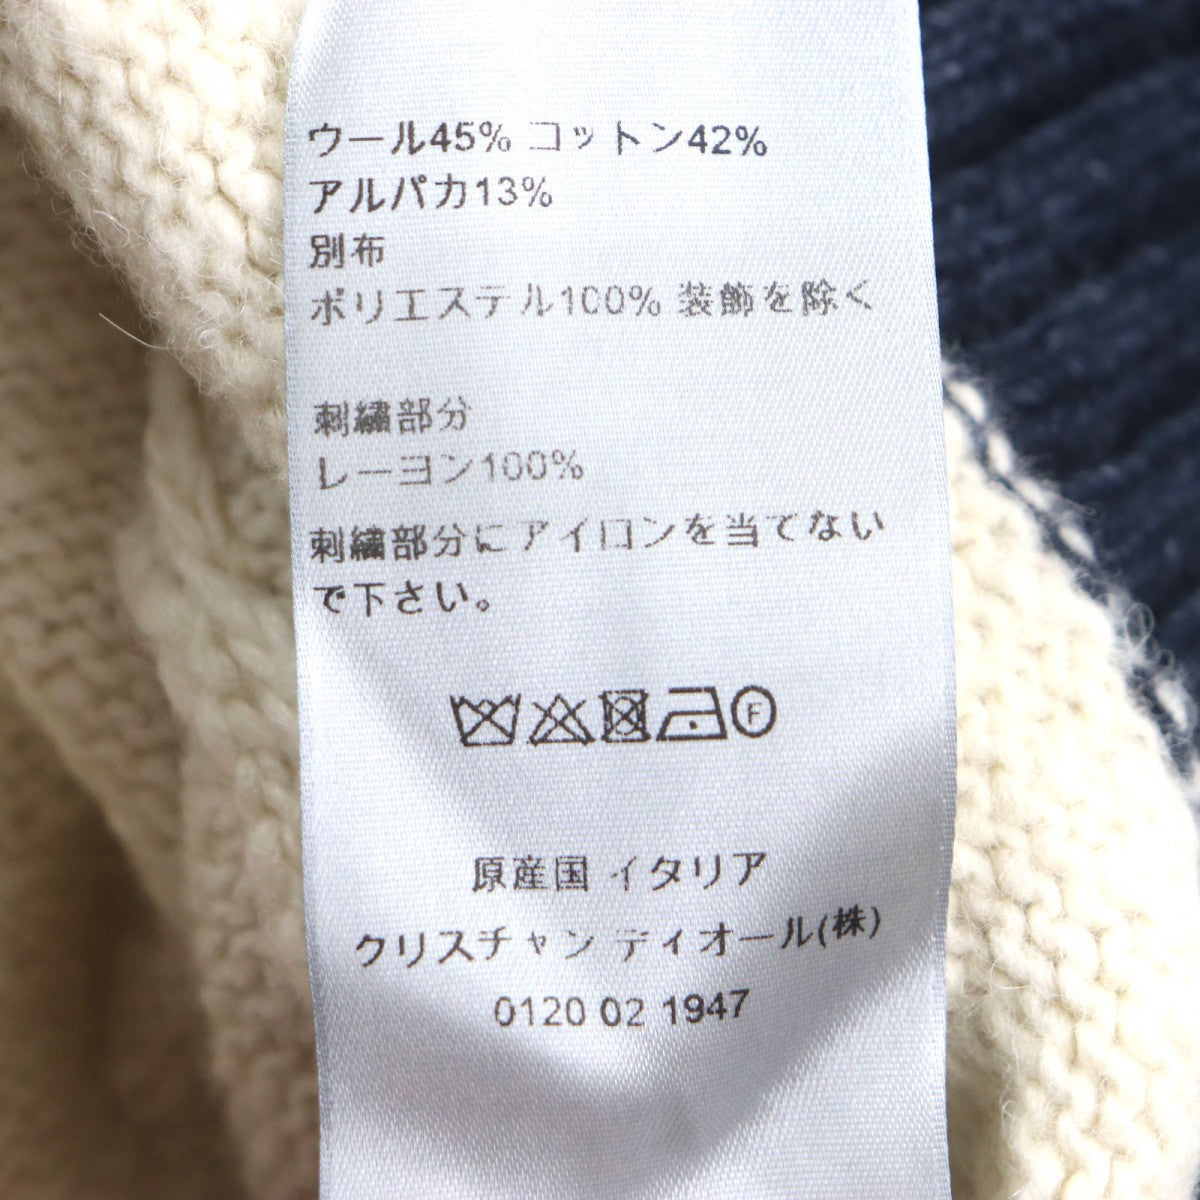 ウール45% コットン42%
アルパカ13%
別布
ポリエステル100% 装飾を除く
刺繍部分
レーヨン100%
刺繍部分にアイロンを当てない
で下さい。
F
原産国 イタリア
クリスチャン ディオール(株)
0120 02 1947